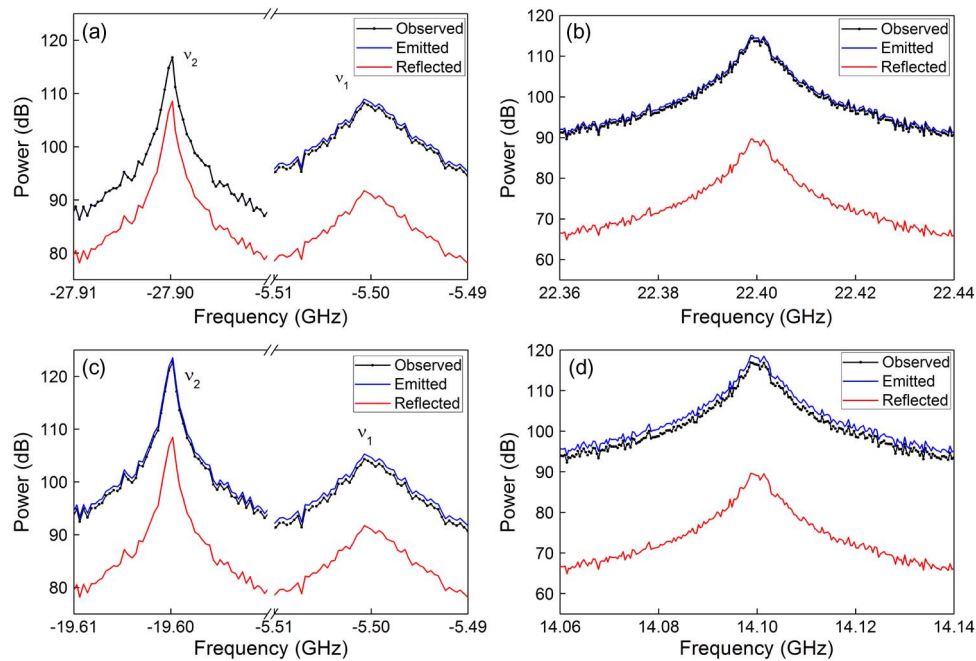 (a)
ν2
ν1
Observed
Emitted
Reflected
Power (dB)
120
110
100
90
80
-27.91
-27.90
-5.51
-5.50
-5.49
Frequency (GHz)
(b)
Observed
Emitted
Reflected
Power (dB)
120
110
100
90
80
70
60
22.36
22.38
22.40
22.42
22.44
Frequency (GHz)
(c)
ν2
ν1
Observed
Emitted
Reflected
Power (dB)
120
110
100
90
80
-19.61
-19.60
-5.51
-5.50
-5.49
Frequency (GHz)
(d)
Observed
Emitted
Reflected
Power (dB)
120
110
100
90
80
70
60
14.06
14.08
14.10
14.12
14.14
Frequency (GHz)